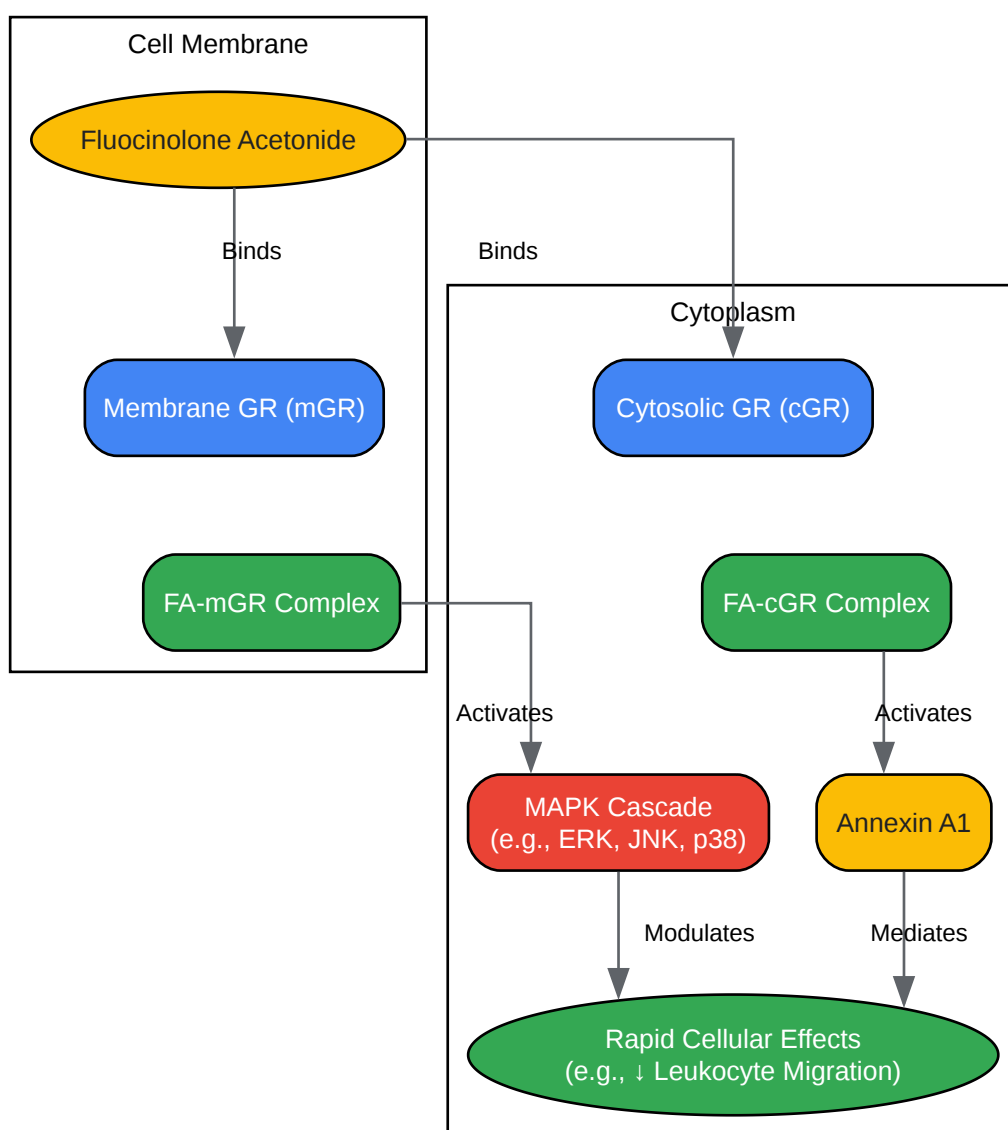 Cell Membrane
Fluocinolone Acetonide
Binds
Binds
Cytoplasm
Membrane GR (mGR)
Cytosolic GR (cGR)
FA-mGR Complex
FA-cGR Complex
Activates
Activates
MAPK Cascade
(e.g., ERK, JNK, p38)
Annexin A1
Modulates
Mediates
Rapid Cellular Effects
(e.g., ↓ Leukocyte Migration)